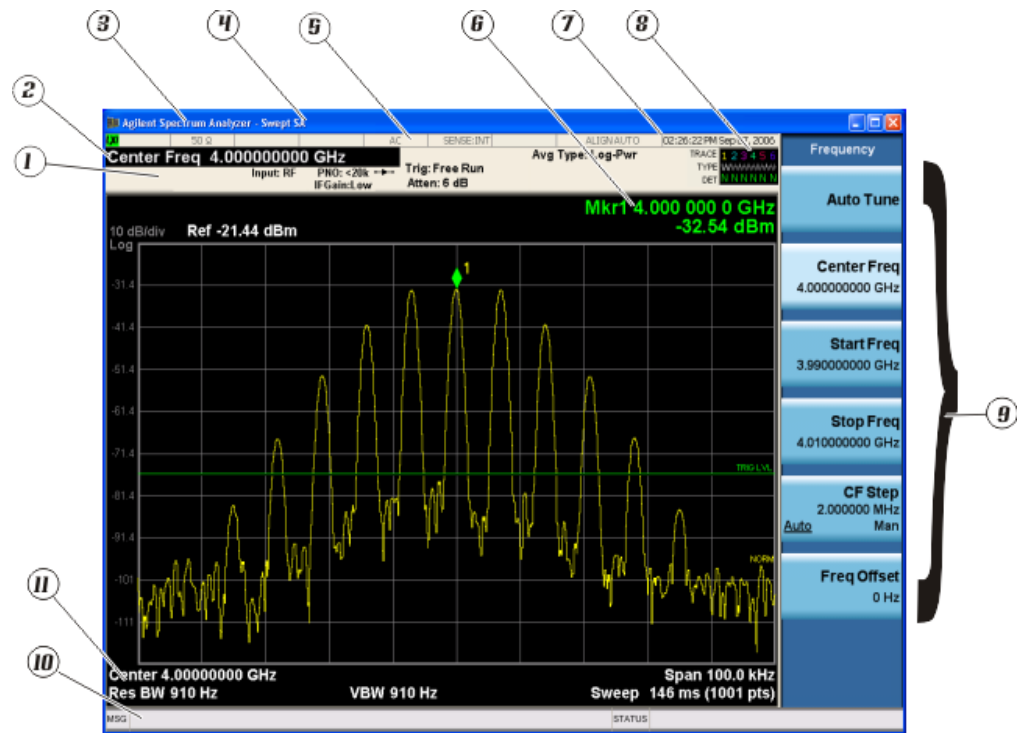 3 4 5 6 7 8
2
Agilent Spectrum Analyzer - Swept SA
50 Ω AC SENSE:INT ALIGN AUTO 02:26:22 PM Sep 17, 2006
Center Freq 4.000000000 GHz
Input: RF PNO: <20k Trig: Free Run
IFGain:Low Atten: 6 dB
Avg Type: Log-Pwr
TRACE 1 2 3 4 5 6
TYPE
DET N N N N N N
1
Frequency
Auto Tune
Center Freq
4.000000000 GHz
Start Freq
3.990000000 GHz
Stop Freq
4.010000000 GHz
CF Step
2.000000 MHz
Auto Man
Freq Offset
0 Hz
9
Mkr1 4.000 000 0 GHz
-32.54 dBm
10 dB/div Ref -21.44 dBm
Log
1
-31.4
-41.4
-51.4
-61.4
-71.4
TRIG LVL
-81.4
-91.4
NORM
-101
-111
11
10
Center 4.00000000 GHz Span 100.0 kHz
Res BW 910 Hz VBW 910 Hz Sweep 146 ms (1001 pts)
MSG STATUS